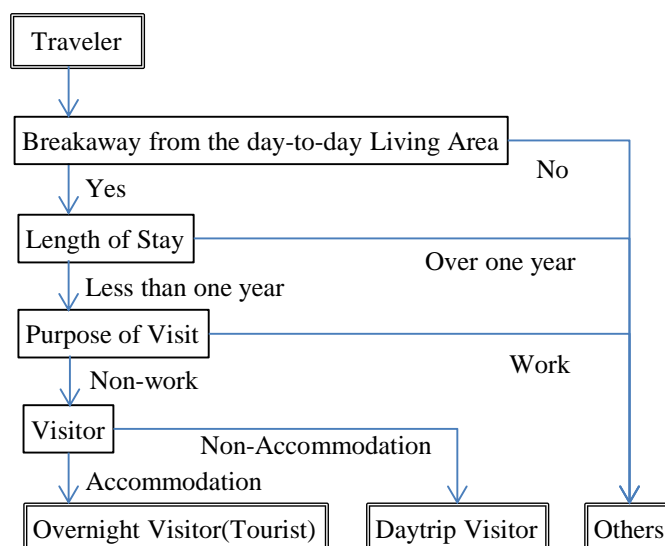 Traveler
Breakaway from the day-to-day Living Area
No
Yes
Length of Stay
Over one year
Less than one year
Purpose of Visit
Work
Non-work
Visitor
Non-Accommodation
Accommodation
Overnight Visitor(Tourist)
Daytrip Visitor
Others